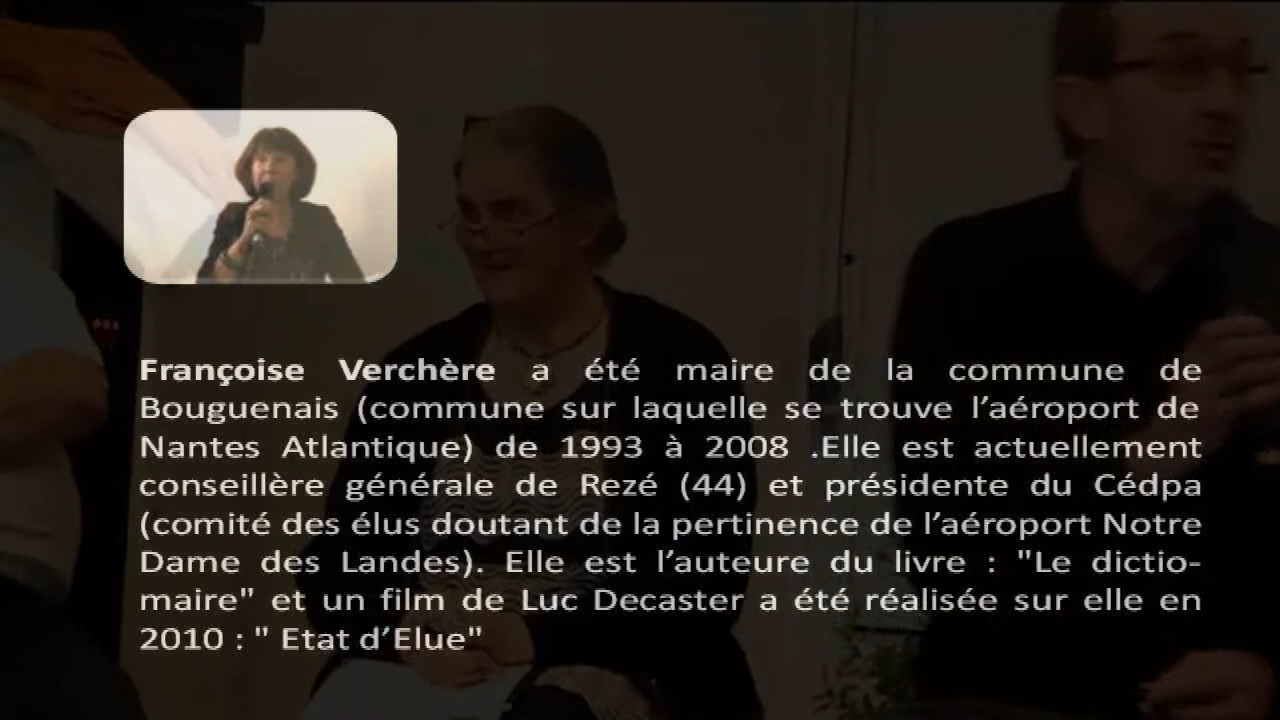 Françoise Verchère a été maire de la commune de
Bouguenais (commune sur laquelle se trouve l'aéroport de
Nantes Atlantique) de 1993 à 2008 .Elle est actuellement
conseillère générale de Rezé (44) et présidente du Cédpa
(comité des élus doutant de la pertinence de l'aéroport Notre
Dame des Landes). Elle est l'auteure du livre : "Le dictio-
maire" et un film de Luc Decaster a été réalisée sur elle en
2010 : " Etat d'Elue"